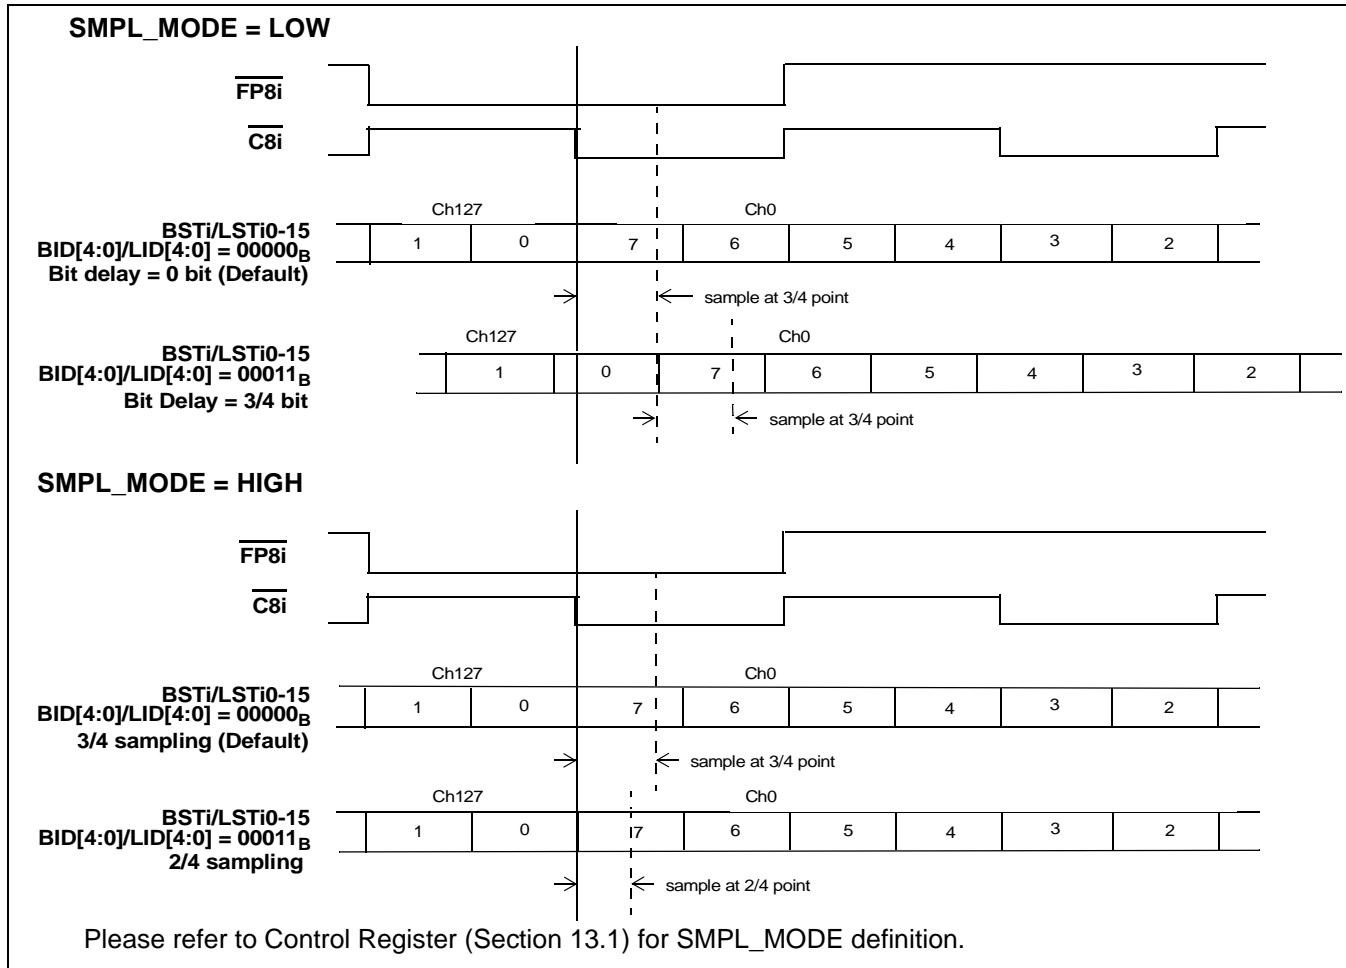 SMPL_MODE = LOW
FP8i
C8i
Ch127 Ch0
BSTi/LSTi0-15
BID[4:0]/LID[4:0] = 00000B
Bit delay = 0 bit (Default)
1 0 7 6 5 4 3 2
sample at 3/4 point
Ch127 Ch0
BSTi/LSTi0-15
BID[4:0]/LID[4:0] = 00011B
Bit Delay = 3/4 bit
1 0 7 6 5 4 3 2
sample at 3/4 point
SMPL_MODE = HIGH
FP8i
C8i
Ch127 Ch0
BSTi/LSTi0-15
BID[4:0]/LID[4:0] = 00000B
3/4 sampling (Default)
1 0 7 6 5 4 3 2
sample at 3/4 point
Ch127 Ch0
BSTi/LSTi0-15
BID[4:0]/LID[4:0] = 00011B
2/4 sampling
1 0 7 6 5 4 3 2
sample at 2/4 point
Please refer to Control Register (Section 13.1) for SMPL_MODE definition.